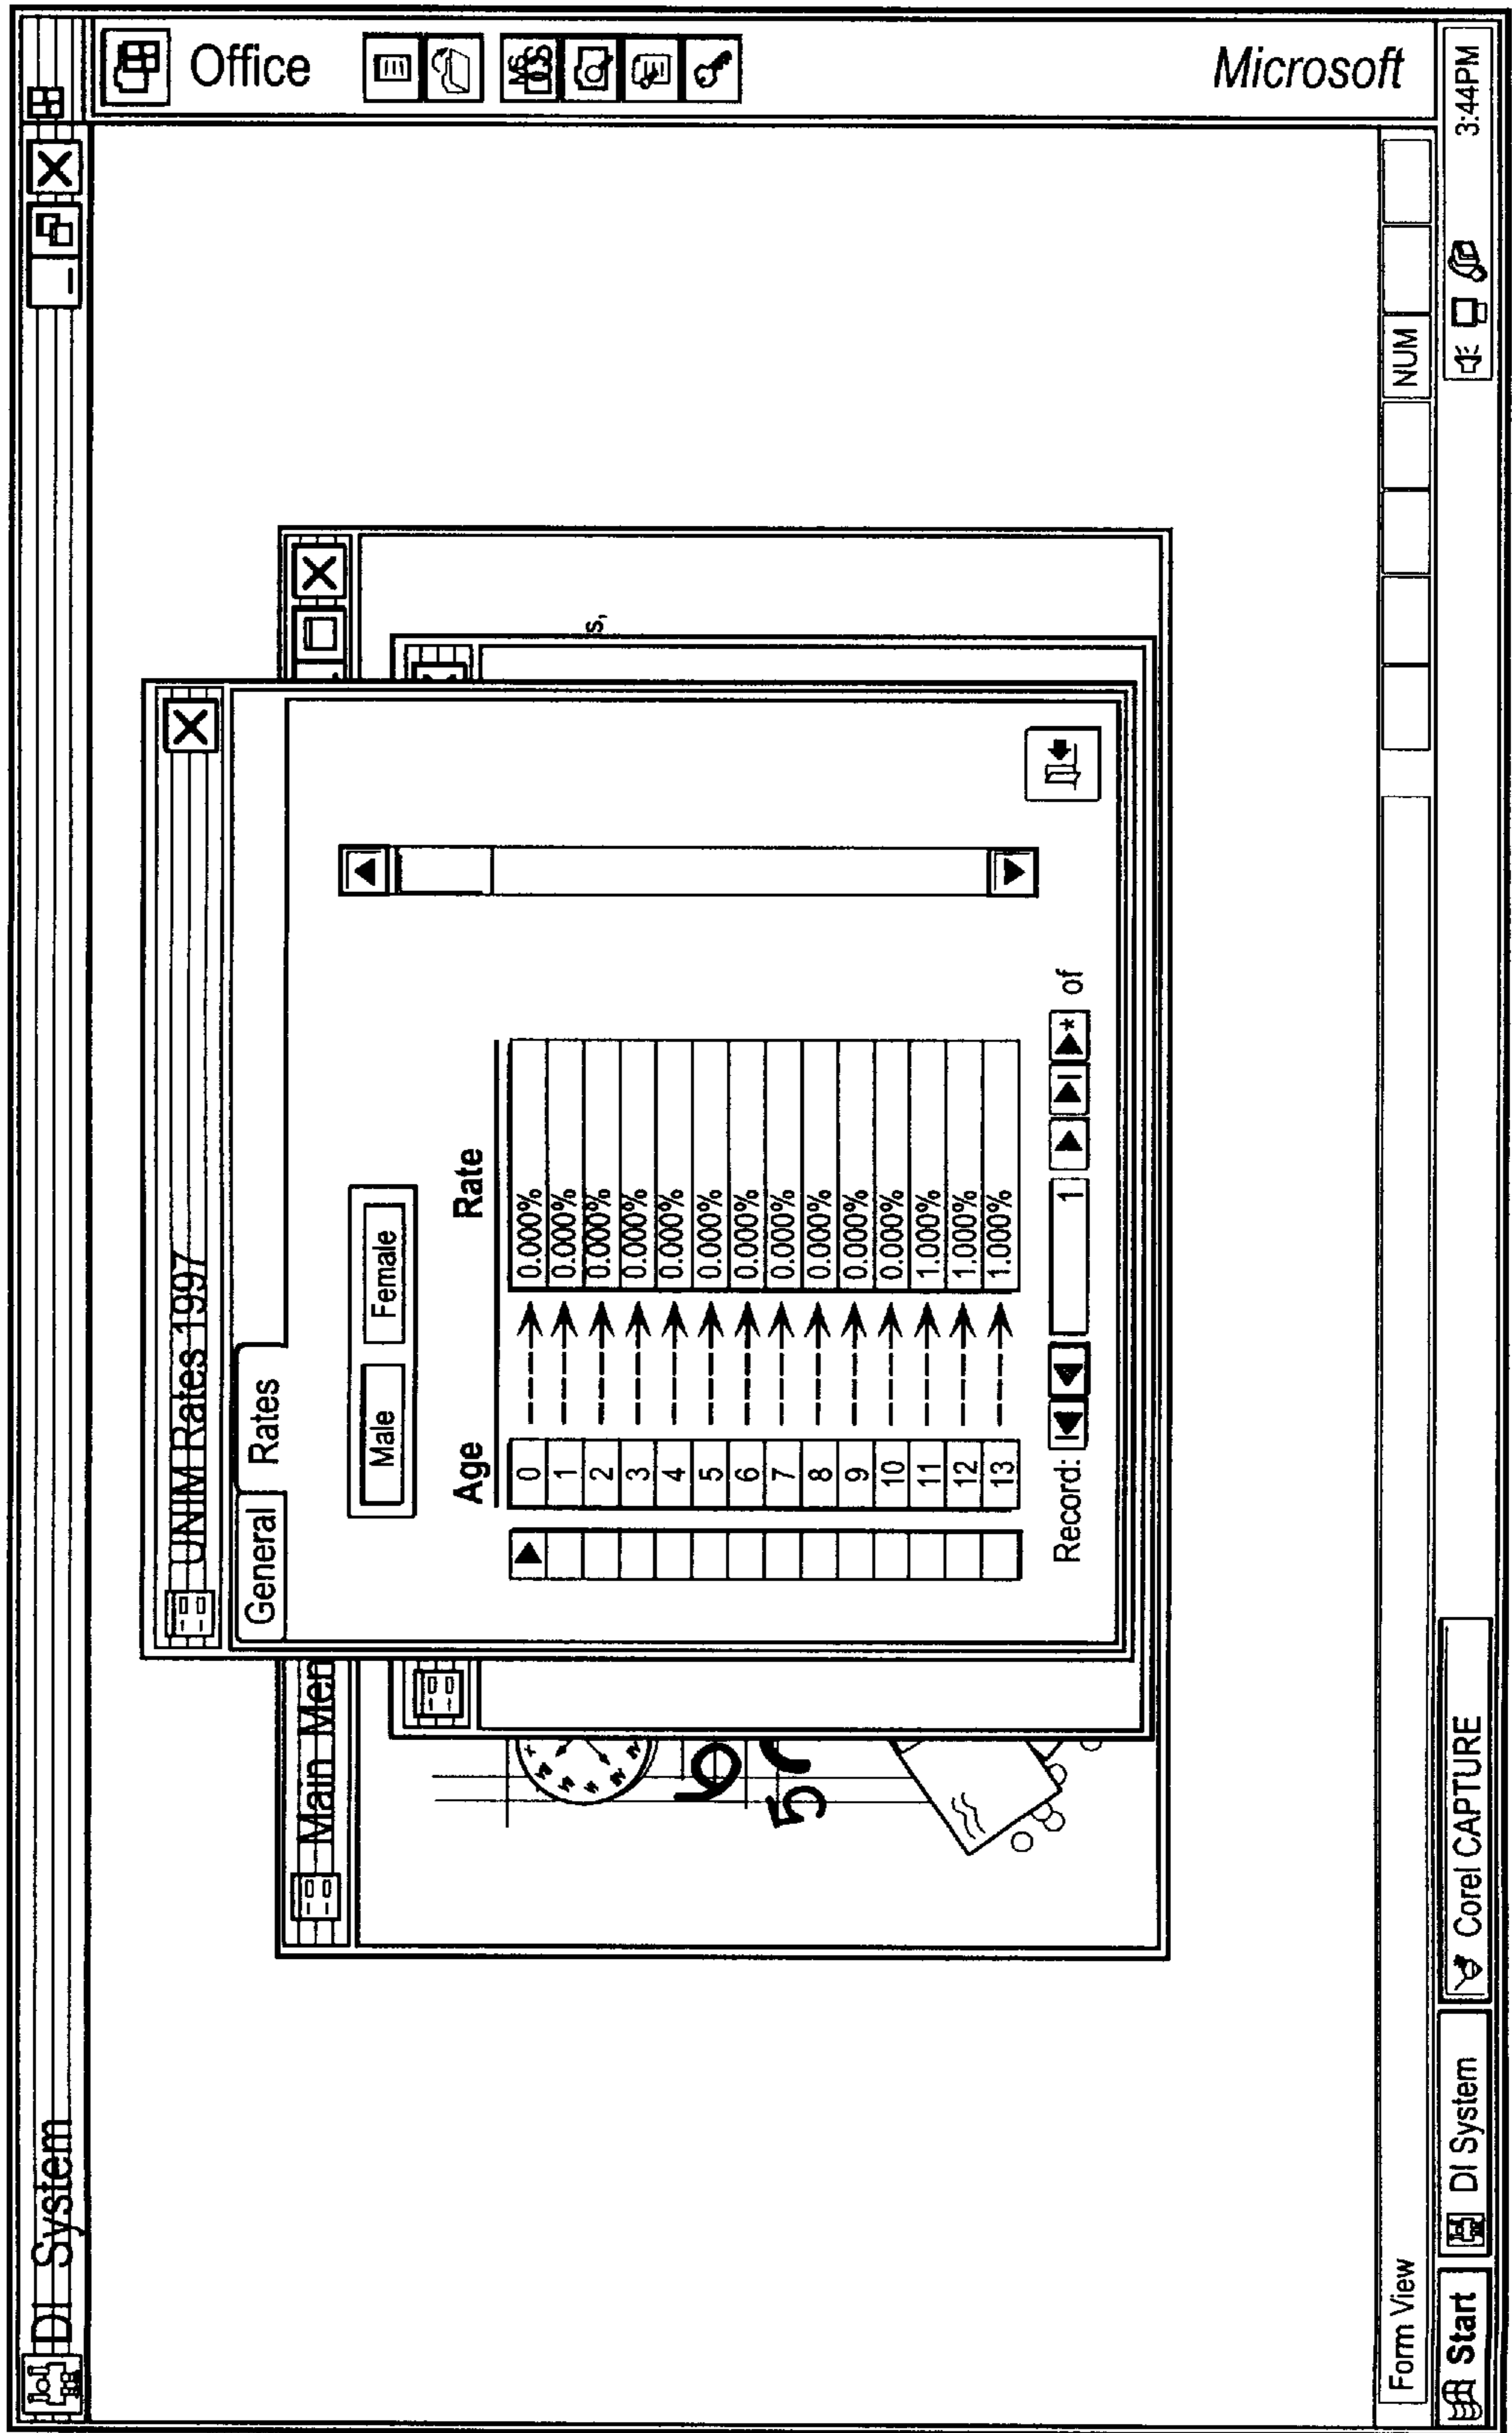 DI System
Office
UNIM Rates 1997
General Rates
Main Men
Male Female
Age Rate
0 0.000%
1 0.000%
2 0.000%
3 0.000%
4 0.000%
5 0.000%
6 0.000%
7 0.000%
8 0.000%
9 0.000%
10 0.000%
11 1.000%
12 1.000%
13 1.000%
Record: 1 of
s,
9
5
Microsoft
Form View NUM
Start DI System Corel CAPTURE 3:44PM